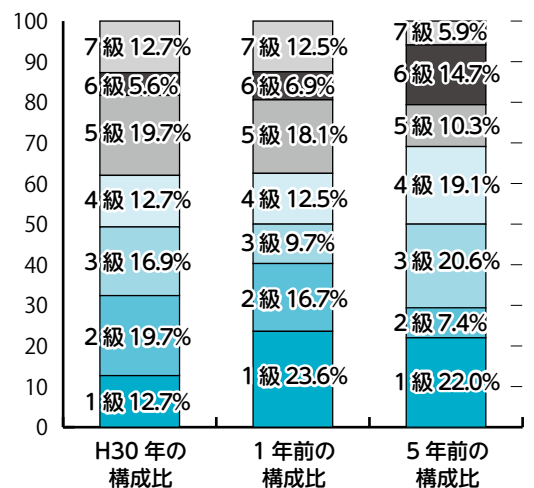 100
90
80
70
60
50
40
30
20
10
0
7級 12.7%
6級 5.6%
5級 19.7%
4級 12.7%
3級 16.9%
2級 19.7%
1級 12.7%
7級 12.5%
6級 6.9%
5級 18.1%
4級 12.5%
3級 9.7%
2級 16.7%
1級 23.6%
7級 5.9%
6級 14.7%
5級 10.3%
4級 19.1%
3級 20.6%
2級 7.4%
1級 22.0%
H30 年の
構成比
1 年前の
構成比
5 年前の
構成比